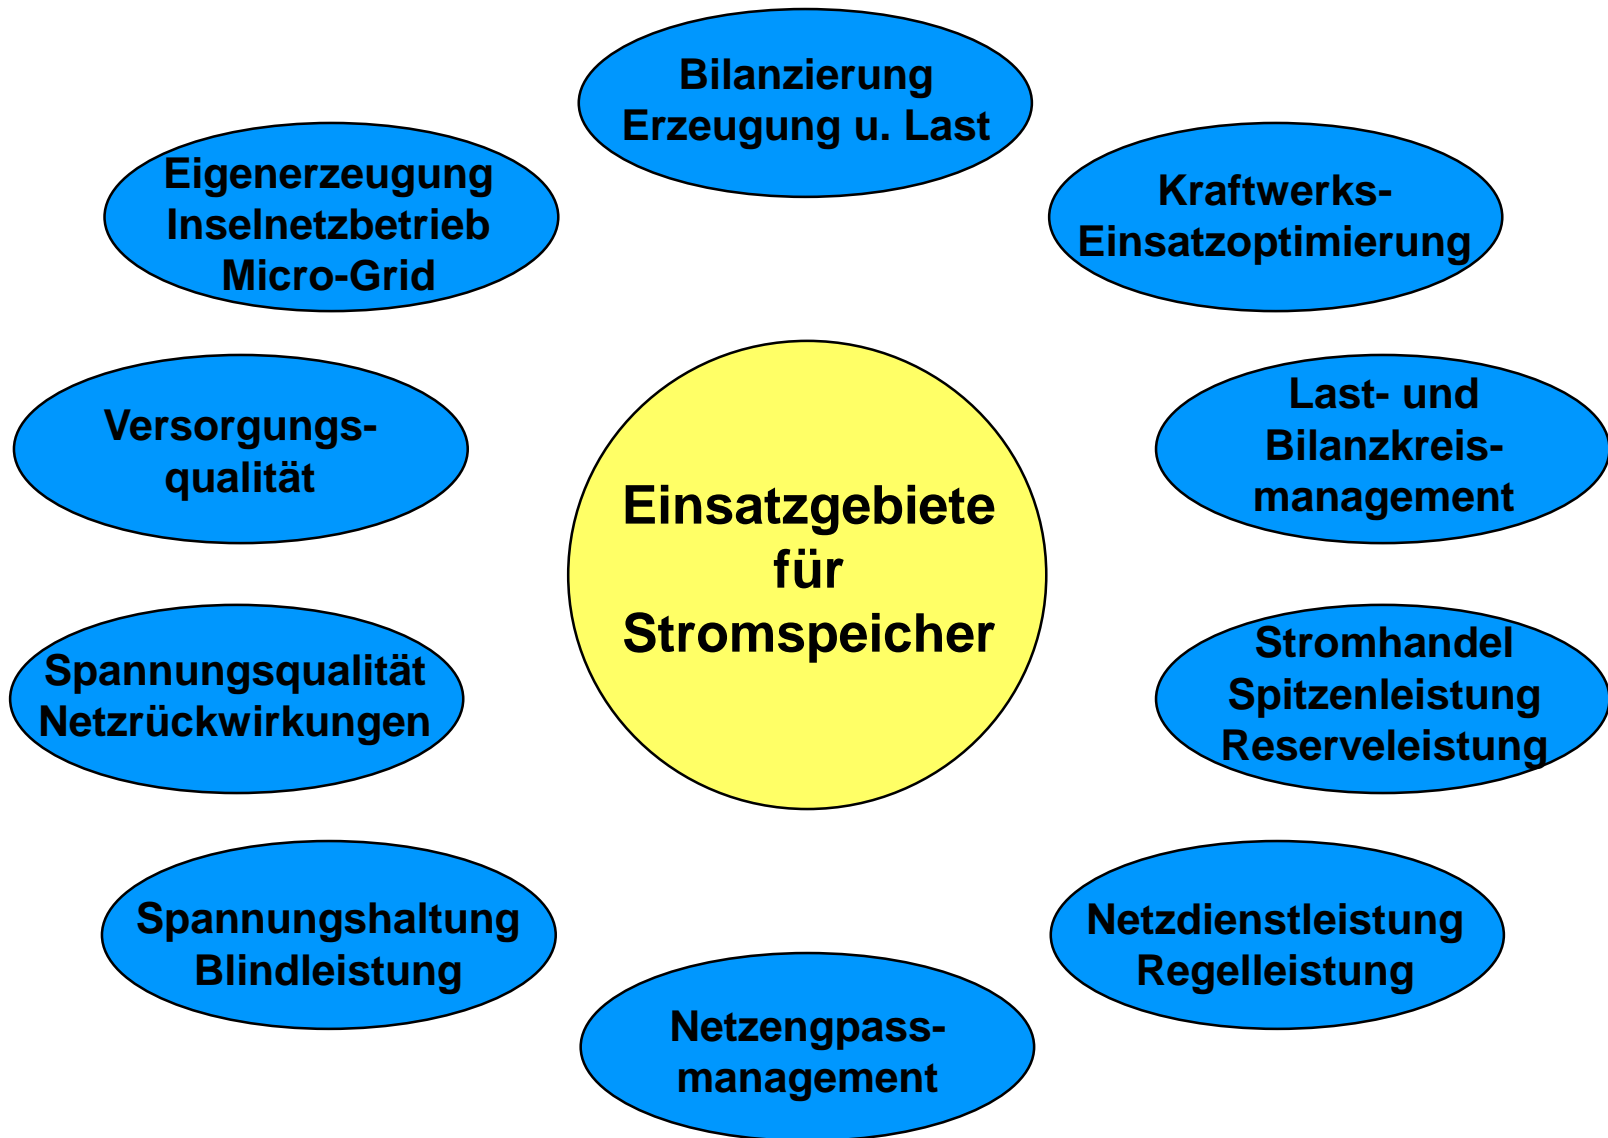 Bilanzierung
Erzeugung u. Last
Eigenerzeugung
Inselnetzbetrieb
Micro-Grid
Kraftwerks-
Einsatzoptimierung
Versorgungs-
qualität
Last- und
Bilanzkreis-
management
Einsatzgebiete
für
Stromspeicher
Spannungsqualität
Netzrückwirkungen
Stromhandel
Spitzenleistung
Reserveleistung
Spannungshaltung
Blindleistung
Netzdienstleistung
Regelleistung
Netzengpass-
management